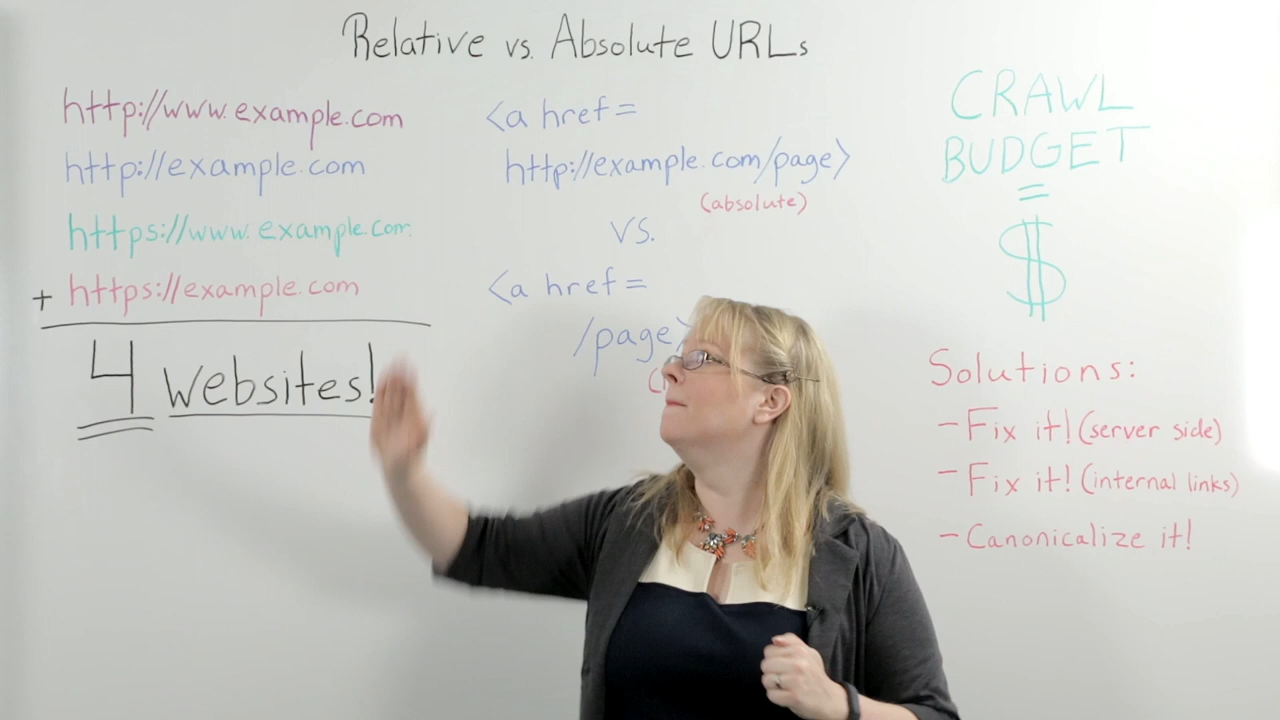 Relative vs. Absolute URLs
http://www.example.com
http://example.com
https://www.example.com
+ https://example.com
4 Websites!
<a href=
http://example.com/page>
(absolute)
vs.
<a href=
/page>
CRAWL
BUDGET
=
$
Solutions:
- Fix it! (server side)
- Fix it! (internal links)
- Canonicalize it!